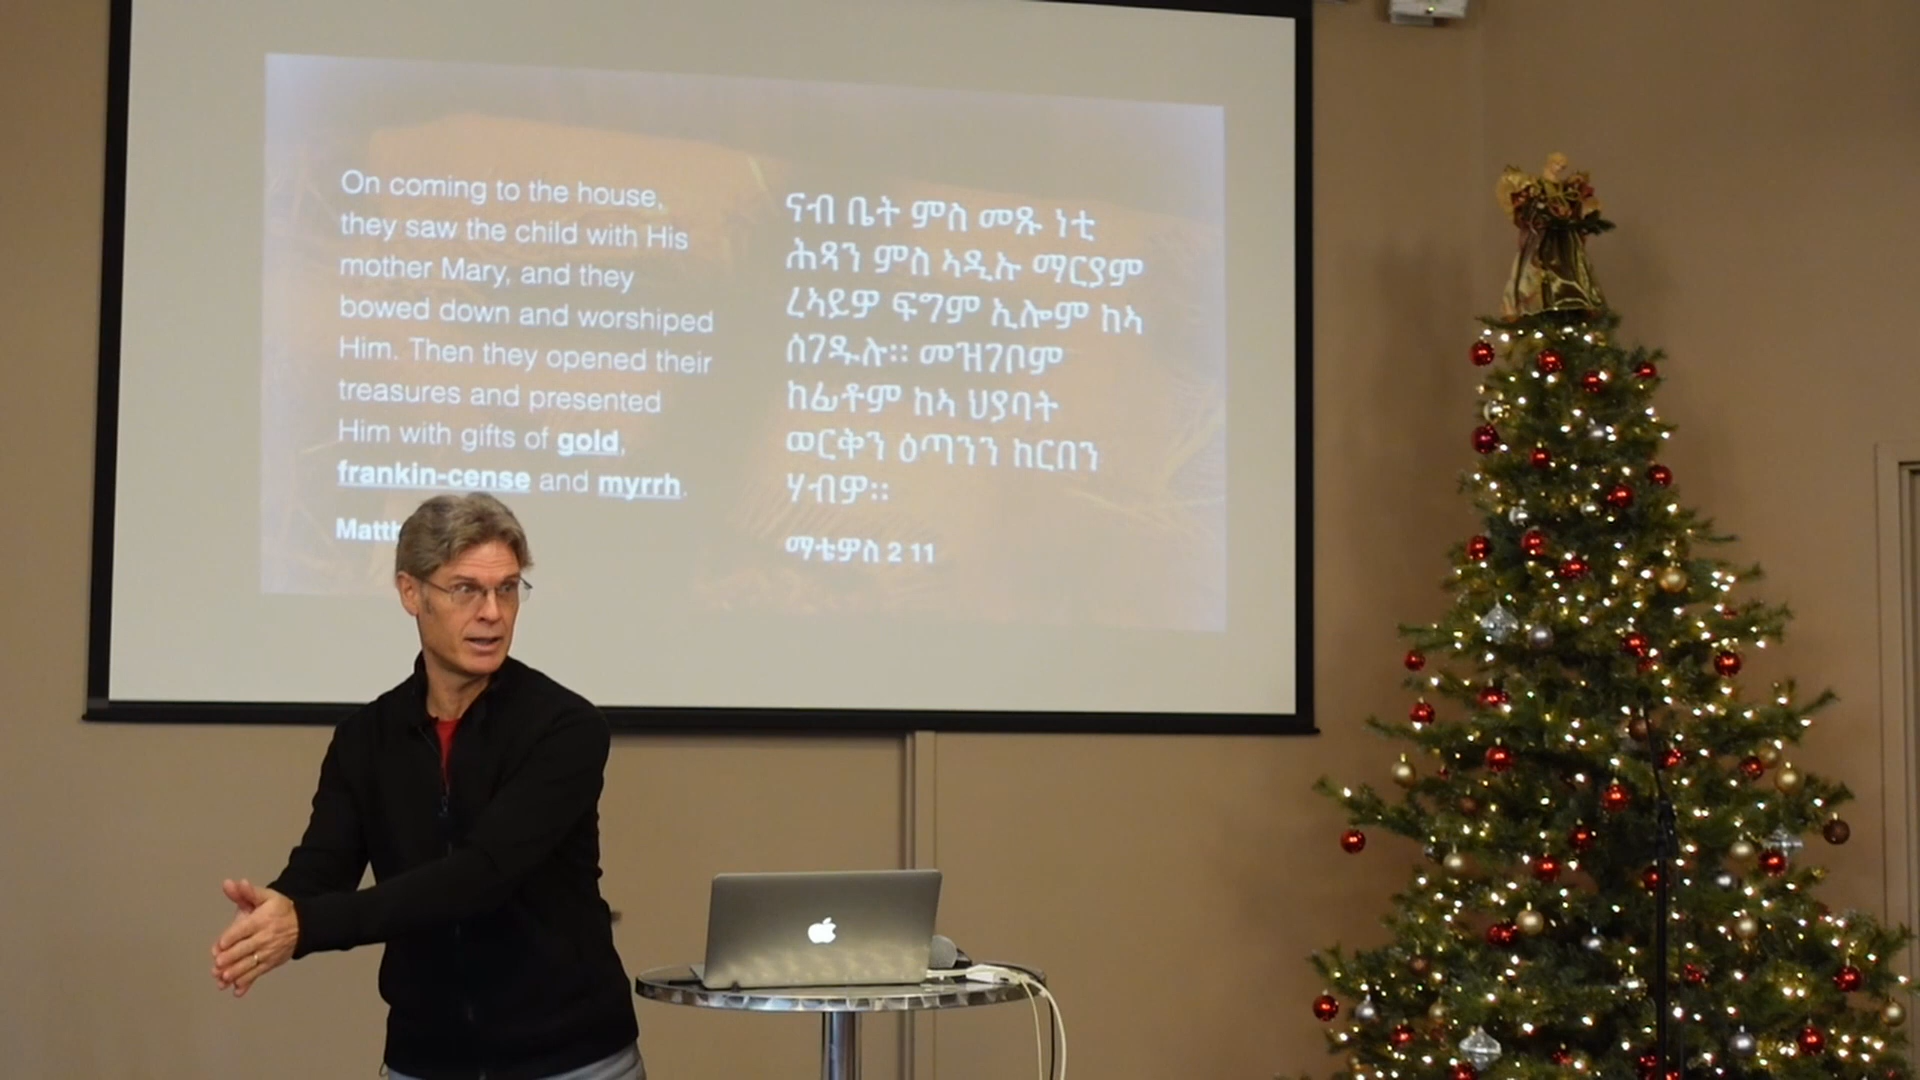 On coming to the house,
they saw the child with His
mother Mary, and they
bowed down and worshiped
Him. Then they opened their
treasures and presented
Him with gifts of gold,
frankin-cense and myrrh.
ናብ ቤት ምስ መጹ ነቲ
ሕጻን ምስ ኣዲኡ ማርያም
ረኣይዎ ፍግም ኢሎም ከኣ
ሰገዱሉ። መዝገቦም
ከፊቶም ከኣ ህያባት
ወርቅን ዕጣንን ከርበን
ሃብዎ።
ማቴዎስ 2 11